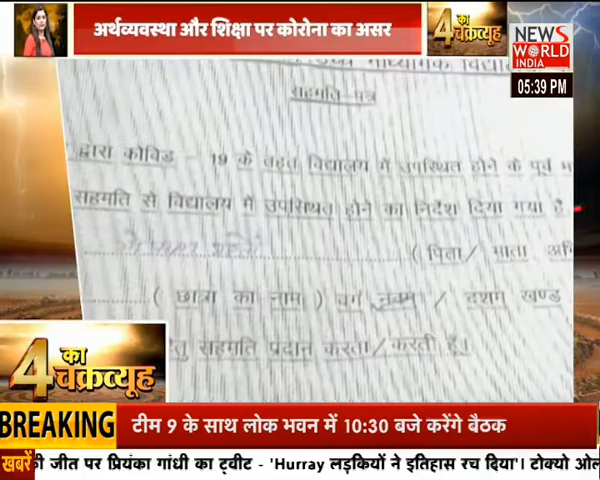 अर्थव्यवस्था और शिक्षा पर कोरोना का असर
4 का चक्रव्यूह
NEWS
WORLD
INDIA
05:39 PM
माध्यमिक
सहमति-पत्र
द्वारा कोविड - 19 के तहत विद्यालय में उपस्थित होने के पूर्व
सहमति से विद्यालय में उपस्थित होने का निर्देश दिया गया है
(पिता/ माता
( छात्रा का नाम ) वर्ग नवम / दशम खण्ड
सहमति प्रदान करता/करती हूँ।
4 का
चक्रव्यूह
BREAKING टीम 9 के साथ लोक भवन में 10:30 बजे करेंगे बैठक
खबरें की जीत पर प्रियंका गांधी का ट्वीट - 'Hurray लड़कियों ने इतिहास रच दिया'। टोक्यो